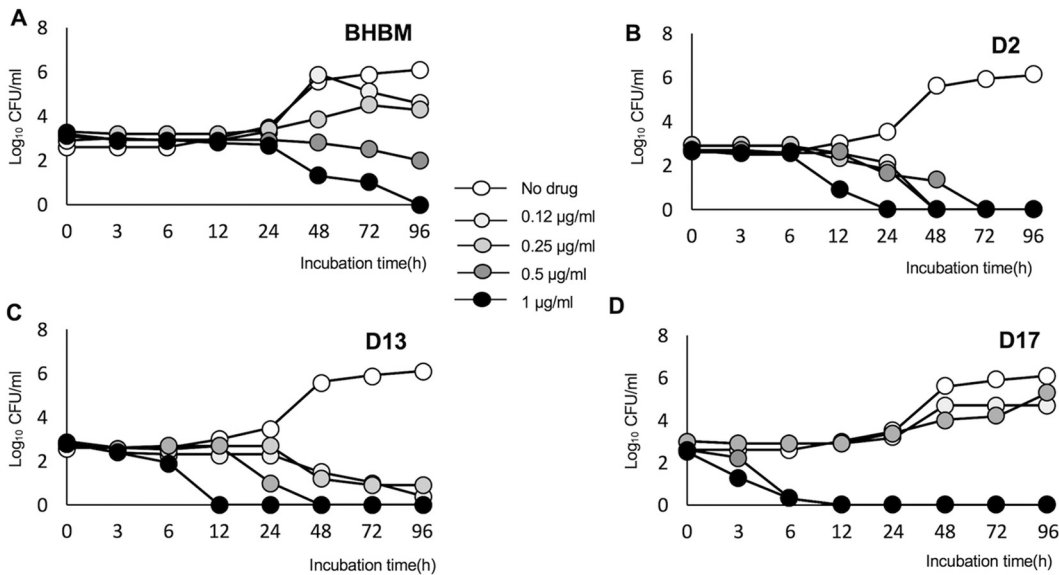 A
BHBM
8
6
4
2
0
Log₁₀ CFU/ml
0 3 6 12 24 48 72 96
Incubation time(h)
B
D2
8
6
4
2
0
Log₁₀ CFU/ml
0 3 6 12 24 48 72 96
Incubation time(h)
No drug
0.12 µg/ml
0.25 µg/ml
0.5 µg/ml
1 µg/ml
C
D13
8
6
4
2
0
Log₁₀ CFU/ml
0 3 6 12 24 48 72 96
Incubation time(h)
D
D17
8
6
4
2
0
Log₁₀ CFU/ml
0 3 6 12 24 48 72 96
Incubation time(h)